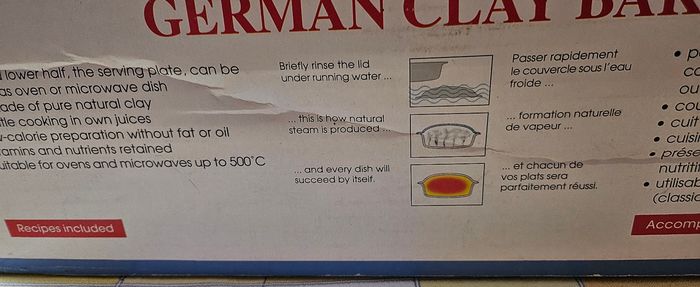 GERMAN CLAY BAK
lower half, the serving plate, can be
as oven or microwave dish
ade of pure natural clay
tle cooking in own juices
-calorie preparation without fat or oil
amins and nutrients retained
uitable for ovens and microwaves up to 500°C
Recipes included
Briefly rinse the lid
under running water ...
... this is how natural
steam is produced ...
... and every dish will
succeed by itself.
Passer rapidement
le couvercle sous l'eau
froide ...
... formation naturelle
de vapeur ...
... et chacun de
vos plats sera
parfaitement réussi.
• p
co
ou
• co
• cuit
• cuisi
• prése
nutriti
• utilisab
(classic
Accomp